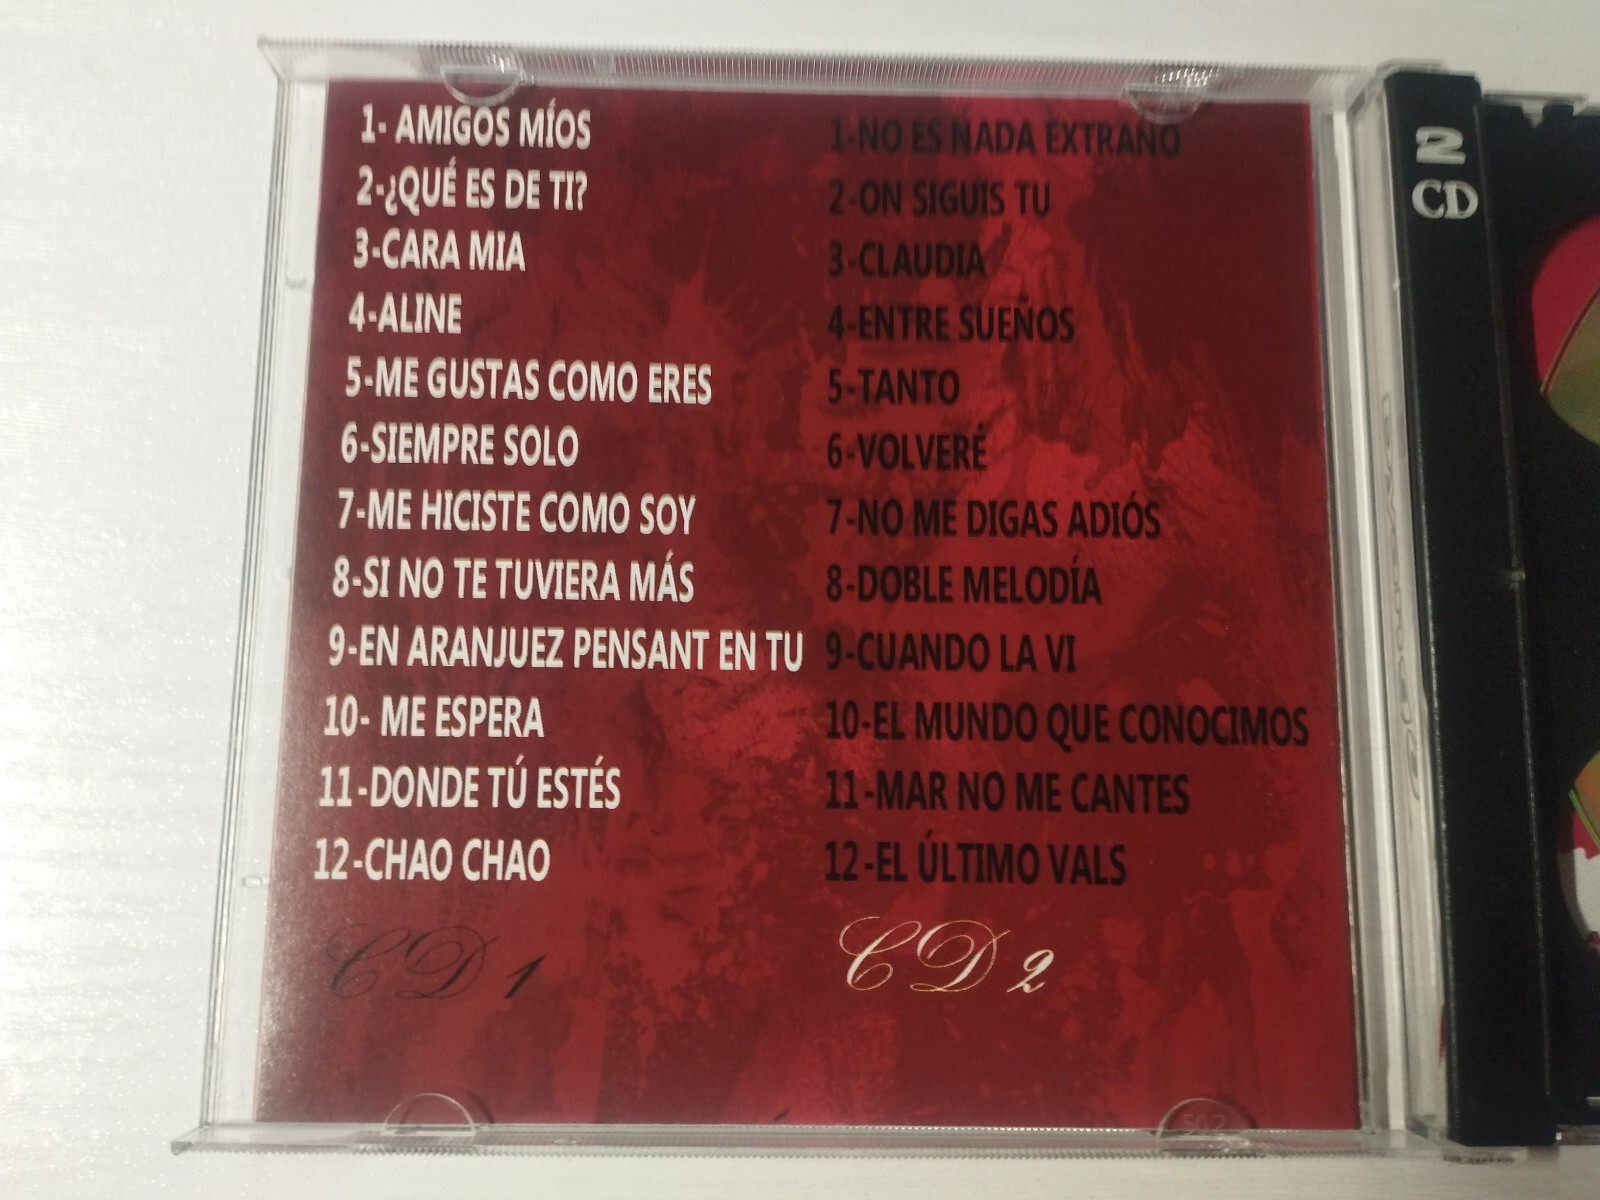 1- AMIGOS MÍOS
2-¿QUÉ ES DE TI?
3-CARA MIA
4-ALINE
5-ME GUSTAS COMO ERES
6-SIEMPRE SOLO
7-ME HICISTE COMO SOY
8-SI NO TE TUVIERA MÁS
9-EN ARANJUEZ PENSANT EN TU
10- ME ESPERA
11-DONDE TÚ ESTÉS
12-CHAO CHAO
CD 1
1-NO ES NADA EXTRAÑO
2-ON SIGUIS TU
3-CLAUDIA
4-ENTRE SUEÑOS
5-TANTO
6-VOLVERÉ
7-NO ME DIGAS ADIÓS
8-DOBLE MELODÍA
9-CUANDO LA VI
10-EL MUNDO QUE CONOCIMOS
11-MAR NO ME CANTES
12-EL ÚLTIMO VALS
CD 2
2
CD